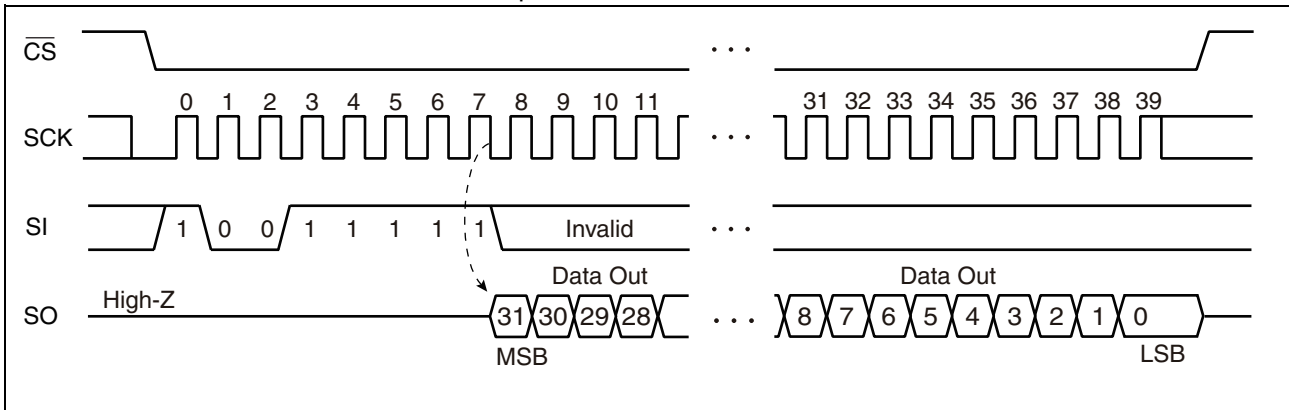 CS
. . .
0 1 2 3 4 5 6 7 8 9 10 11 31 32 33 34 35 36 37 38 39
SCK
. . .
SI 1 0 0 1 1 1 1 1 Invalid . . .
Data Out Data Out
High-Z
SO 31 30 29 28 . . . 8 7 6 5 4 3 2 1 0
MSB LSB